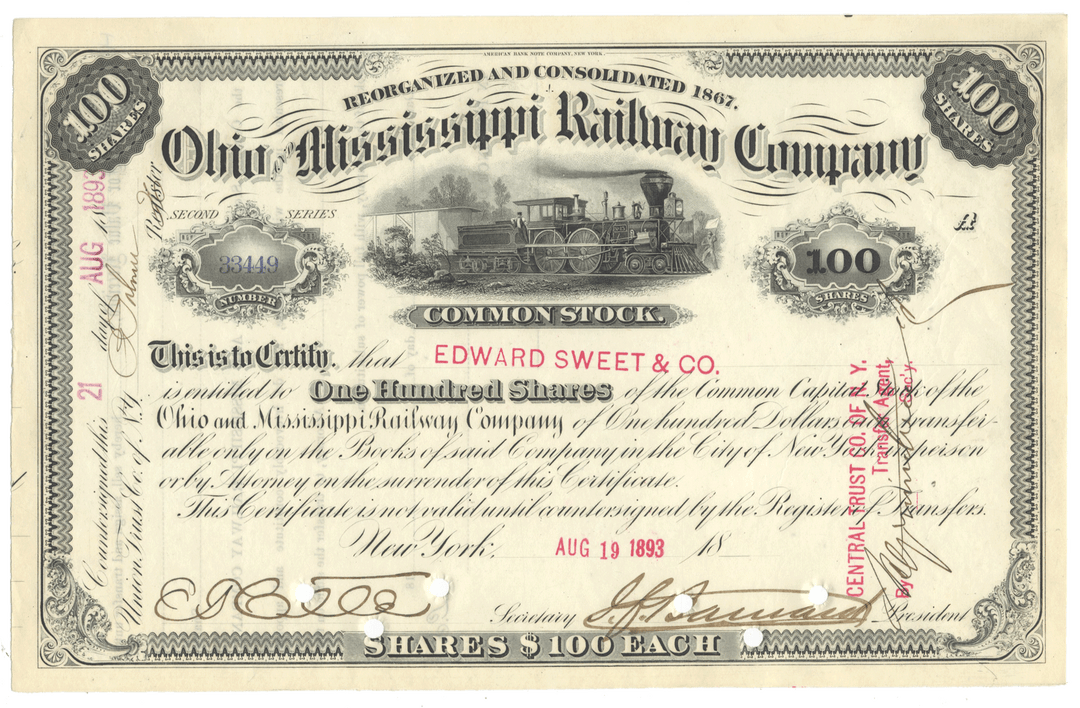 AMERICAN BANK NOTE COMPANY, NEW YORK.
100 SHARES
REORGANIZED AND CONSOLIDATED 1867.
100 SHARES
Ohio AND Mississippi Railway Company
SECOND SERIES
33449
NUMBER
100
SHARES
COMMON STOCK.
This is to Certify, that EDWARD SWEET & CO.
is entitled to One Hundred Shares of the Common Capital Stock of the
Ohio and Mississippi Railway Company of One hundred Dollars each transfer-
able only on the Books of said Company in the City of New York in person
or by Attorney on the surrender of this Certificate.
This Certificate is not valid until countersigned by the Register of Transfers.
New York, AUG 19 1893 18
Secretary
President
SHARES $100 EACH
Countersigned this 21 day of AUG 1893
Union Trust Co. of N.Y.
Register
CENTRAL TRUST CO. OF N. Y.
Transfer Agent,
By
Sec'y.